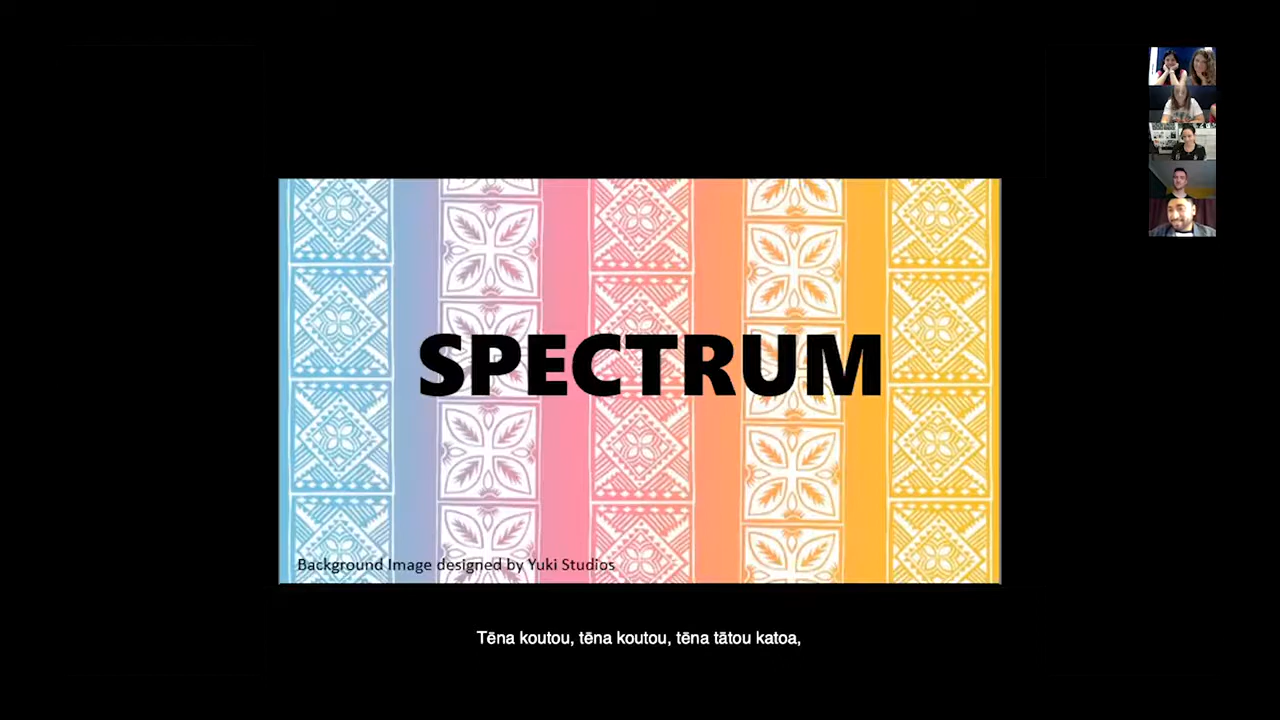 SPECTRUM
Background Image designed by Yuki Studios
Tēna koutou, tēna koutou, tēna tātou katoa,